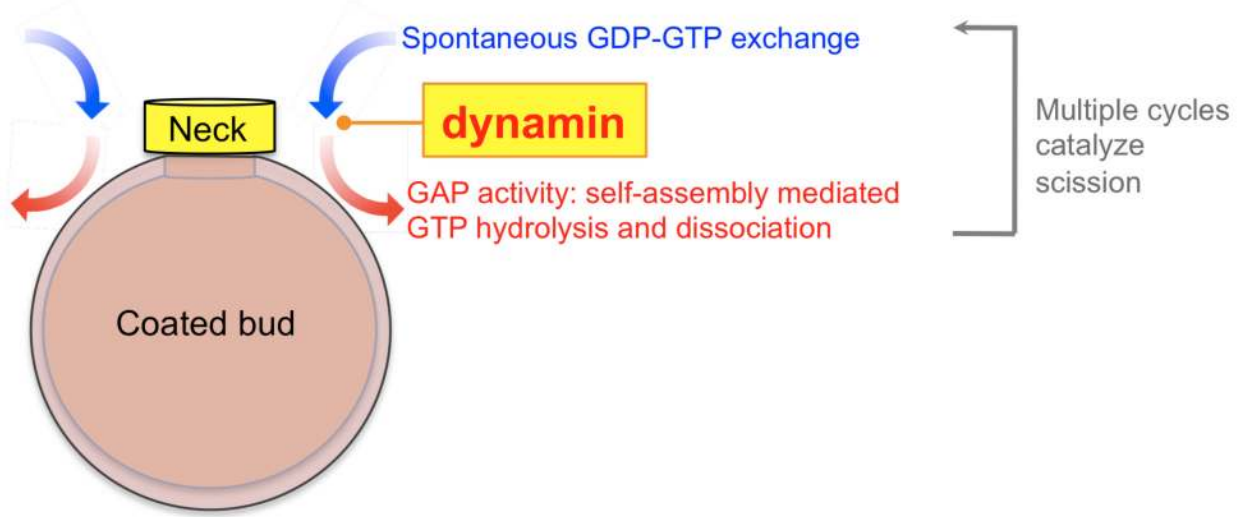 Spontaneous GDP-GTP exchange
Neck
dynamin
GAP activity: self-assembly mediated
GTP hydrolysis and dissociation
Coated bud
Multiple cycles
catalyze
scission